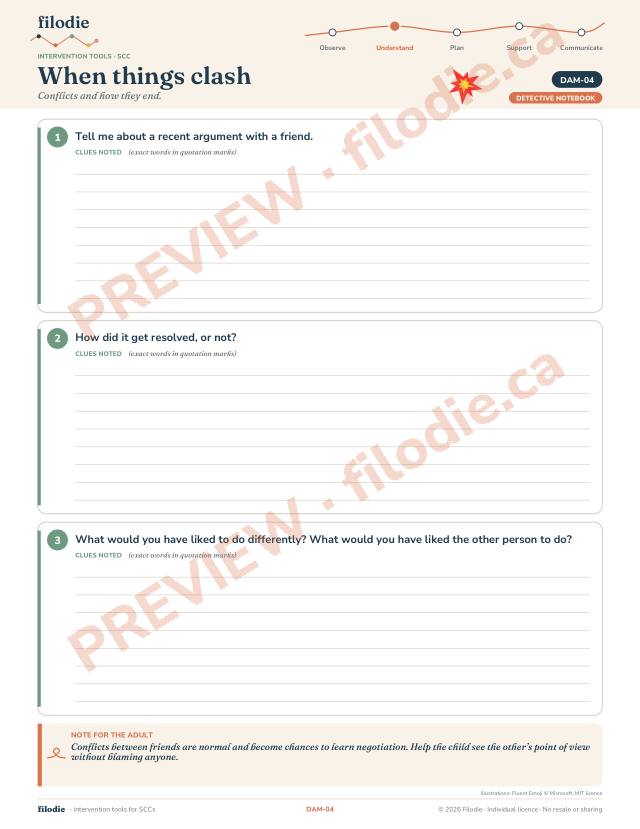 filodie
Observe Understand Plan Support Communicate
INTERVENTION TOOLS · SCC
When things clash
Conflicts and how they end.
DAM-04
DETECTIVE NOTEBOOK
1 Tell me about a recent argument with a friend.
CLUES NOTED (exact words in quotation marks)
2 How did it get resolved, or not?
CLUES NOTED (exact words in quotation marks)
3 What would you have liked to do differently? What would you have liked the other person to do?
CLUES NOTED (exact words in quotation marks)
PREVIEW · filodie.ca
PREVIEW · filodie.ca
NOTE FOR THE ADULT
Conflicts between friends are normal and become chances to learn negotiation. Help the child see the other's point of view
without blaming anyone.
Illustrations: Fluent Emoji © Microsoft, MIT licence
filodie · intervention tools for SCCs DAM-04 © 2026 Filodie · Individual licence · No resale or sharing